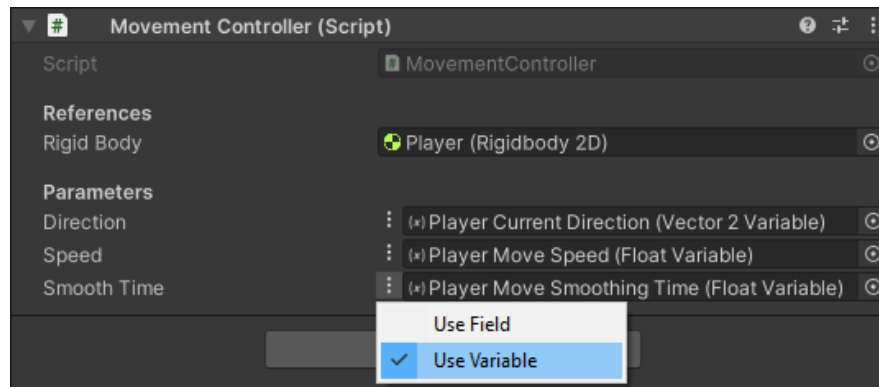 Movement Controller (Script)
Script MovementController
References
Rigid Body Player (Rigidbody 2D)
Parameters
Direction (x) Player Current Direction (Vector 2 Variable)
Speed (x) Player Move Speed (Float Variable)
Smooth Time (x) Player Move Smoothing Time (Float Variable)
Use Field
Use Variable